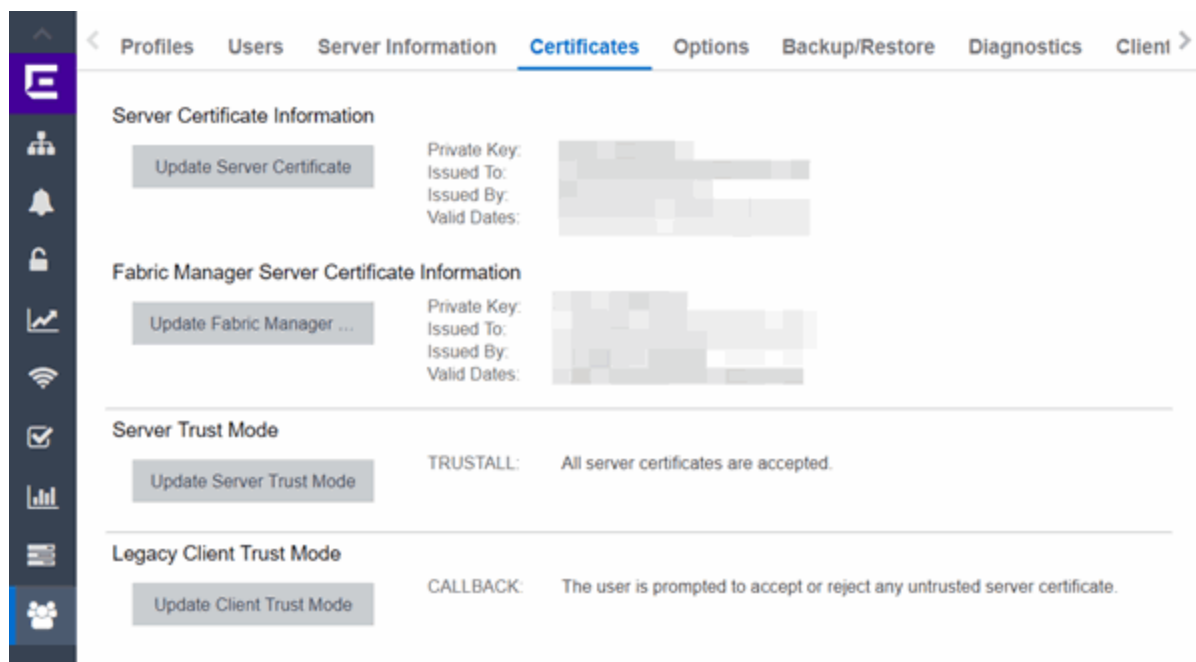 Profiles Users Server Information Certificates Options Backup/Restore Diagnostics Client
Server Certificate Information
Update Server Certificate
Private Key:
Issued To:
Issued By:
Valid Dates:
Fabric Manager Server Certificate Information
Update Fabric Manager ...
Private Key:
Issued To:
Issued By:
Valid Dates:
Server Trust Mode
Update Server Trust Mode
TRUSTALL: All server certificates are accepted.
Legacy Client Trust Mode
Update Client Trust Mode
CALLBACK: The user is prompted to accept or reject any untrusted server certificate.